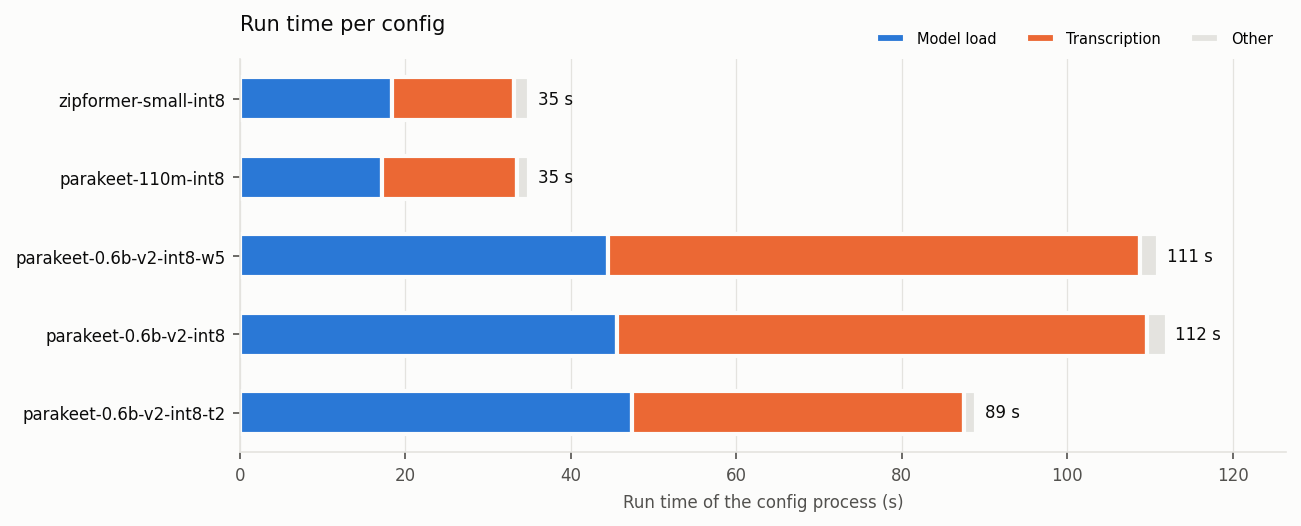 Run time per config
Model load Transcription Other
zipformer-small-int8 35 s
parakeet-110m-int8 35 s
parakeet-0.6b-v2-int8-w5 111 s
parakeet-0.6b-v2-int8 112 s
parakeet-0.6b-v2-int8-t2 89 s
0 20 40 60 80 100 120
Run time of the config process (s)